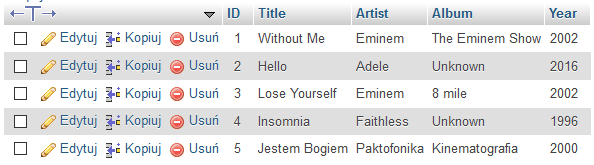 ID Title Artist Album Year
Edytuj Kopiuj Usuń 1 Without Me Eminem The Eminem Show 2002
Edytuj Kopiuj Usuń 2 Hello Adele Unknown 2016
Edytuj Kopiuj Usuń 3 Lose Yourself Eminem 8 mile 2002
Edytuj Kopiuj Usuń 4 Insomnia Faithless Unknown 1996
Edytuj Kopiuj Usuń 5 Jestem Bogiem Paktofonika Kinematografia 2000